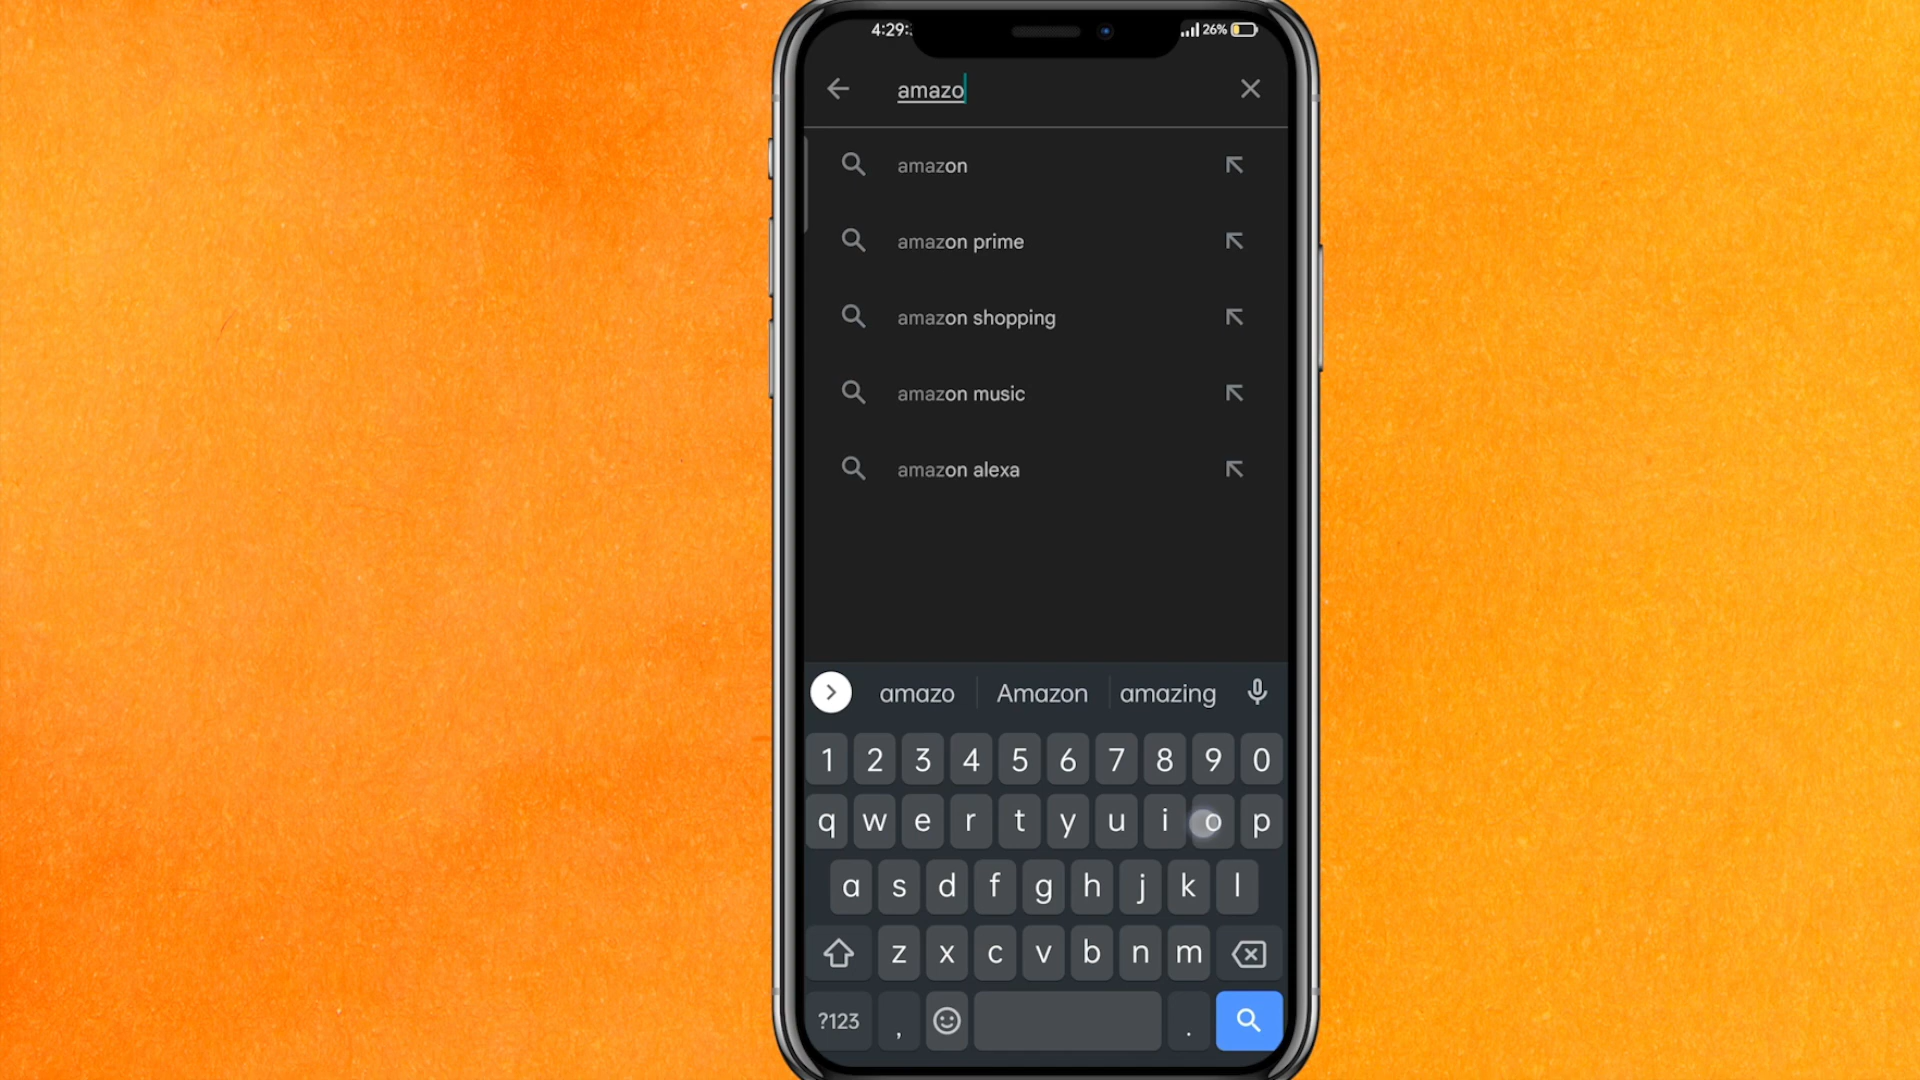 4:29: 26%
amazo
amazon
amazon prime
amazon shopping
amazon music
amazon alexa
amazo Amazon amazing
1 2 3 4 5 6 7 8 9 0
q w e r t y u i o p
a s d f g h j k l
z x c v b n m
?123 , .